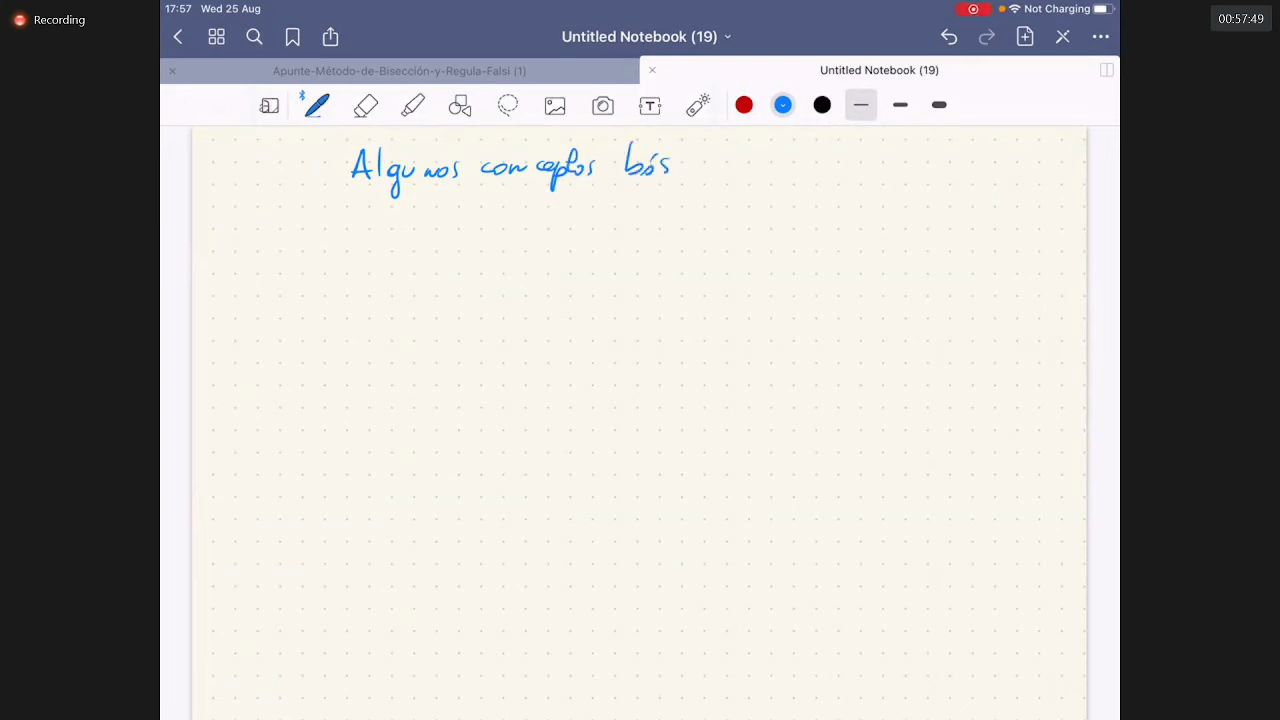 Recording
17:57 Wed 25 Aug
Not Charging
00:57:49
Untitled Notebook (19)
Apunte-Método-de-Bisección-y-Regula-Falsi (1)
Untitled Notebook (19)
T
Algunos conceptos bás